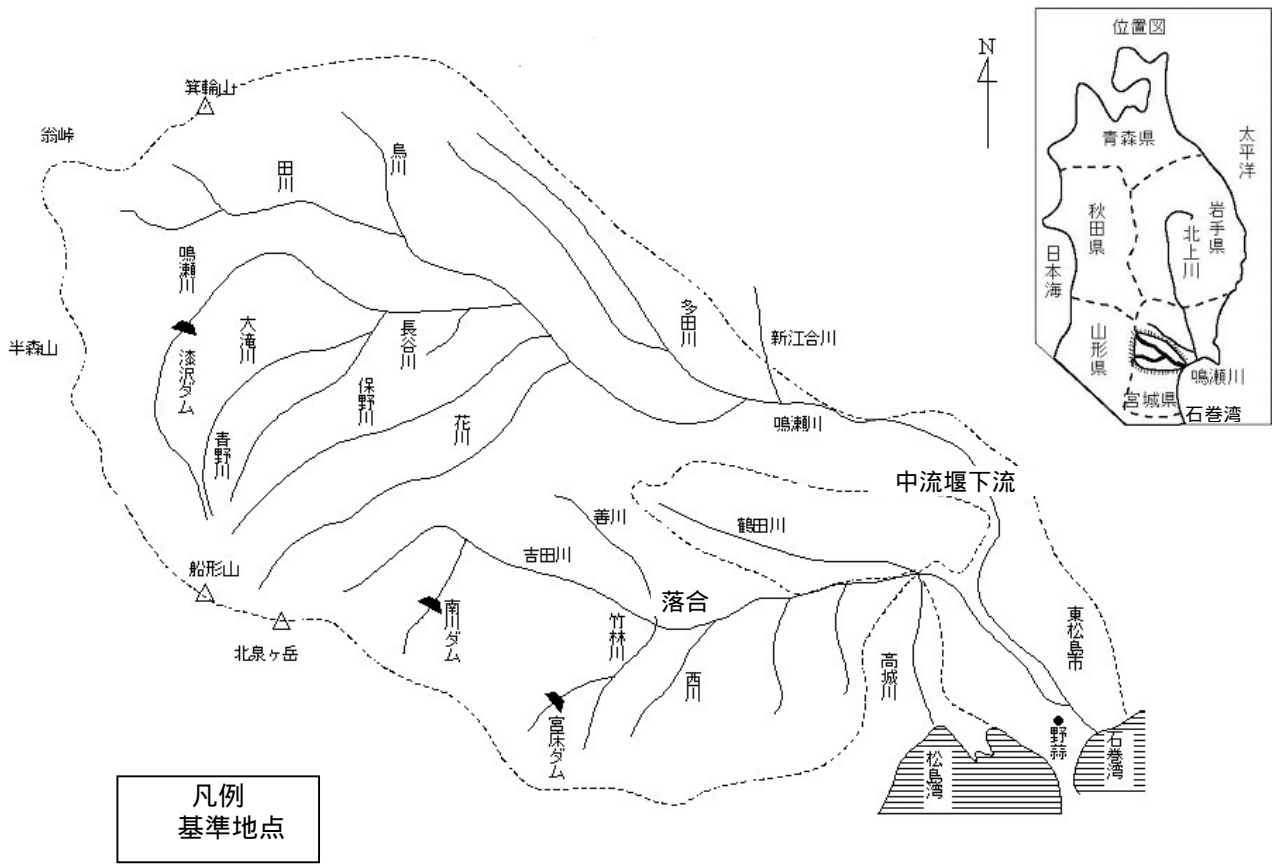 箕輪山
翁峠
田川
鳥川
鳴瀬川
大滝川
漆沢ダム
半森山
長谷川
保野川
青野川
花川
多田川
新江合川
鳴瀬川
中流堰下流
鶴田川
善川
吉田川
落合
船形山
北泉ヶ岳
南川ダム
竹林川
西川
宮床ダム
高城川
東松島市
野蒜
石巻湾
松島湾
凡例
基準地点
N
位置図
青森県
太平洋
秋田県
岩手県
北上川
日本海
山形県
鳴瀬川
宮城県
石巻湾